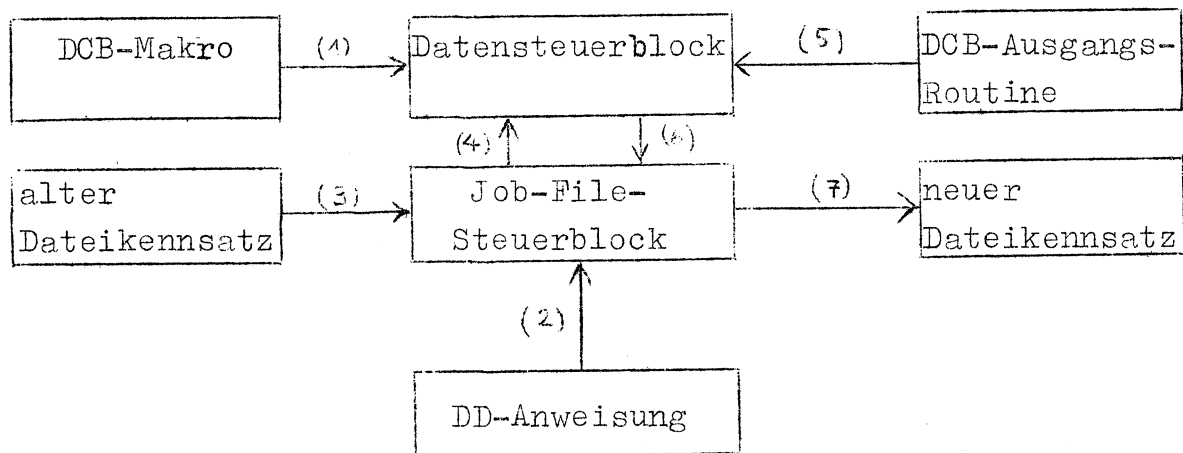 DCB-Makro
(1)
Datensteuerblock
(5)
DCB-Ausgangs-
Routine
(4)
(6)
alter
Dateikennsatz
(3)
Job-File-
Steuerblock
(7)
neuer
Dateikennsatz
(2)
DD-Anweisung